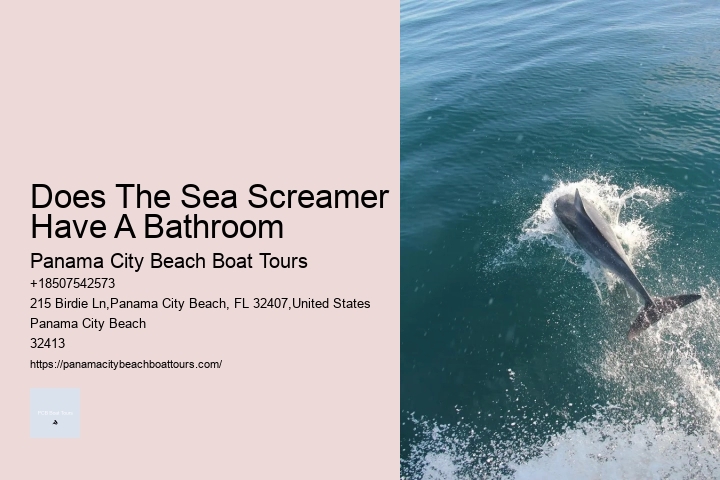 Does The Sea Screamer
Have A Bathroom
Panama City Beach Boat Tours
+18507542573
215 Birdie Ln,Panama City Beach, FL 32407,United States
Panama City Beach
32413
https://panamacitybeachboattours.com/